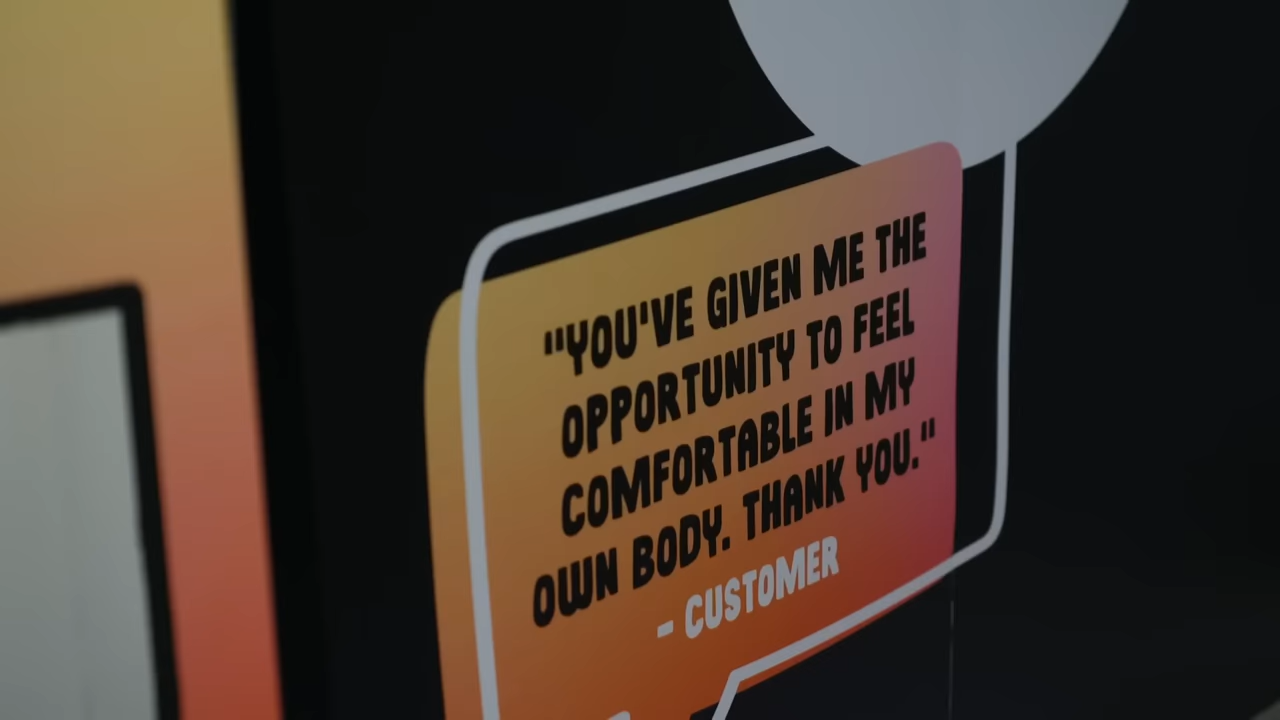 "YOU'VE GIVEN ME THE
OPPORTUNITY TO FEEL
COMFORTABLE IN MY
OWN BODY. THANK YOU."
- CUSTOMER